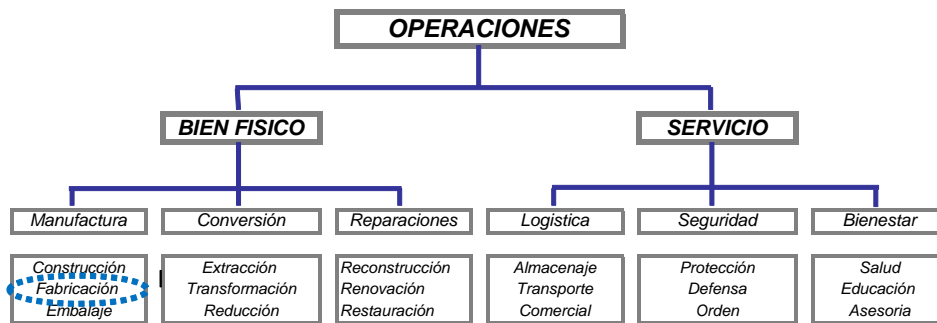 OPERACIONES
BIEN FISICO
SERVICIO
Manufactura
Conversión
Reparaciones
Logistica
Seguridad
Bienestar
Construcción
Fabricación
Embalaje
Extracción
Transformación
Reducción
Reconstrucción
Renovación
Restauración
Almacenaje
Transporte
Comercial
Protección
Defensa
Orden
Salud
Educación
Asesoria